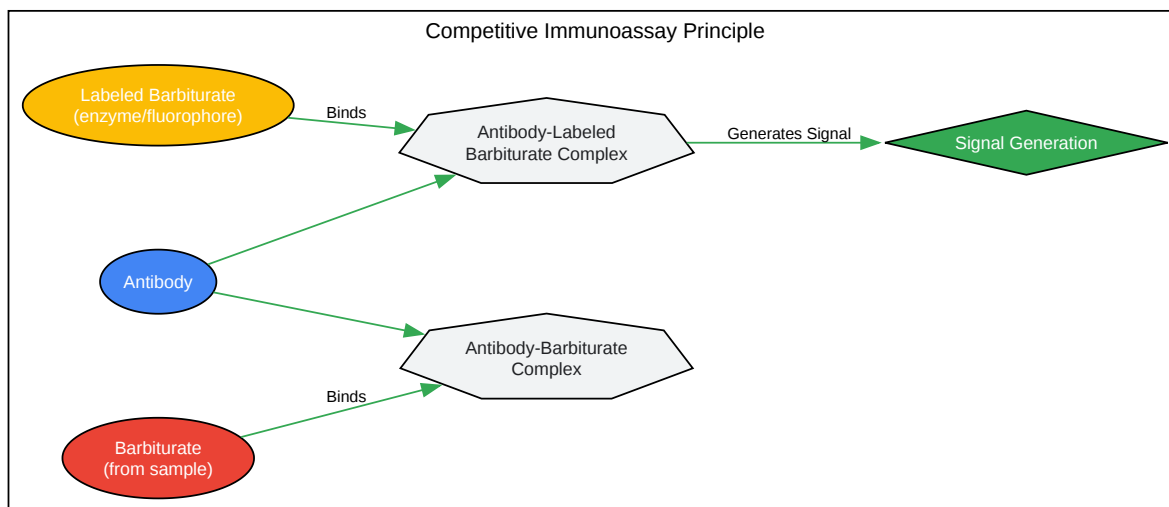 Competitive Immunoassay Principle
Labeled Barbiturate
(enzyme/fluorophore)
Binds
Antibody-Labeled
Barbiturate Complex
Generates Signal
Signal Generation
Antibody
Antibody-Barbiturate
Complex
Binds
Barbiturate
(from sample)